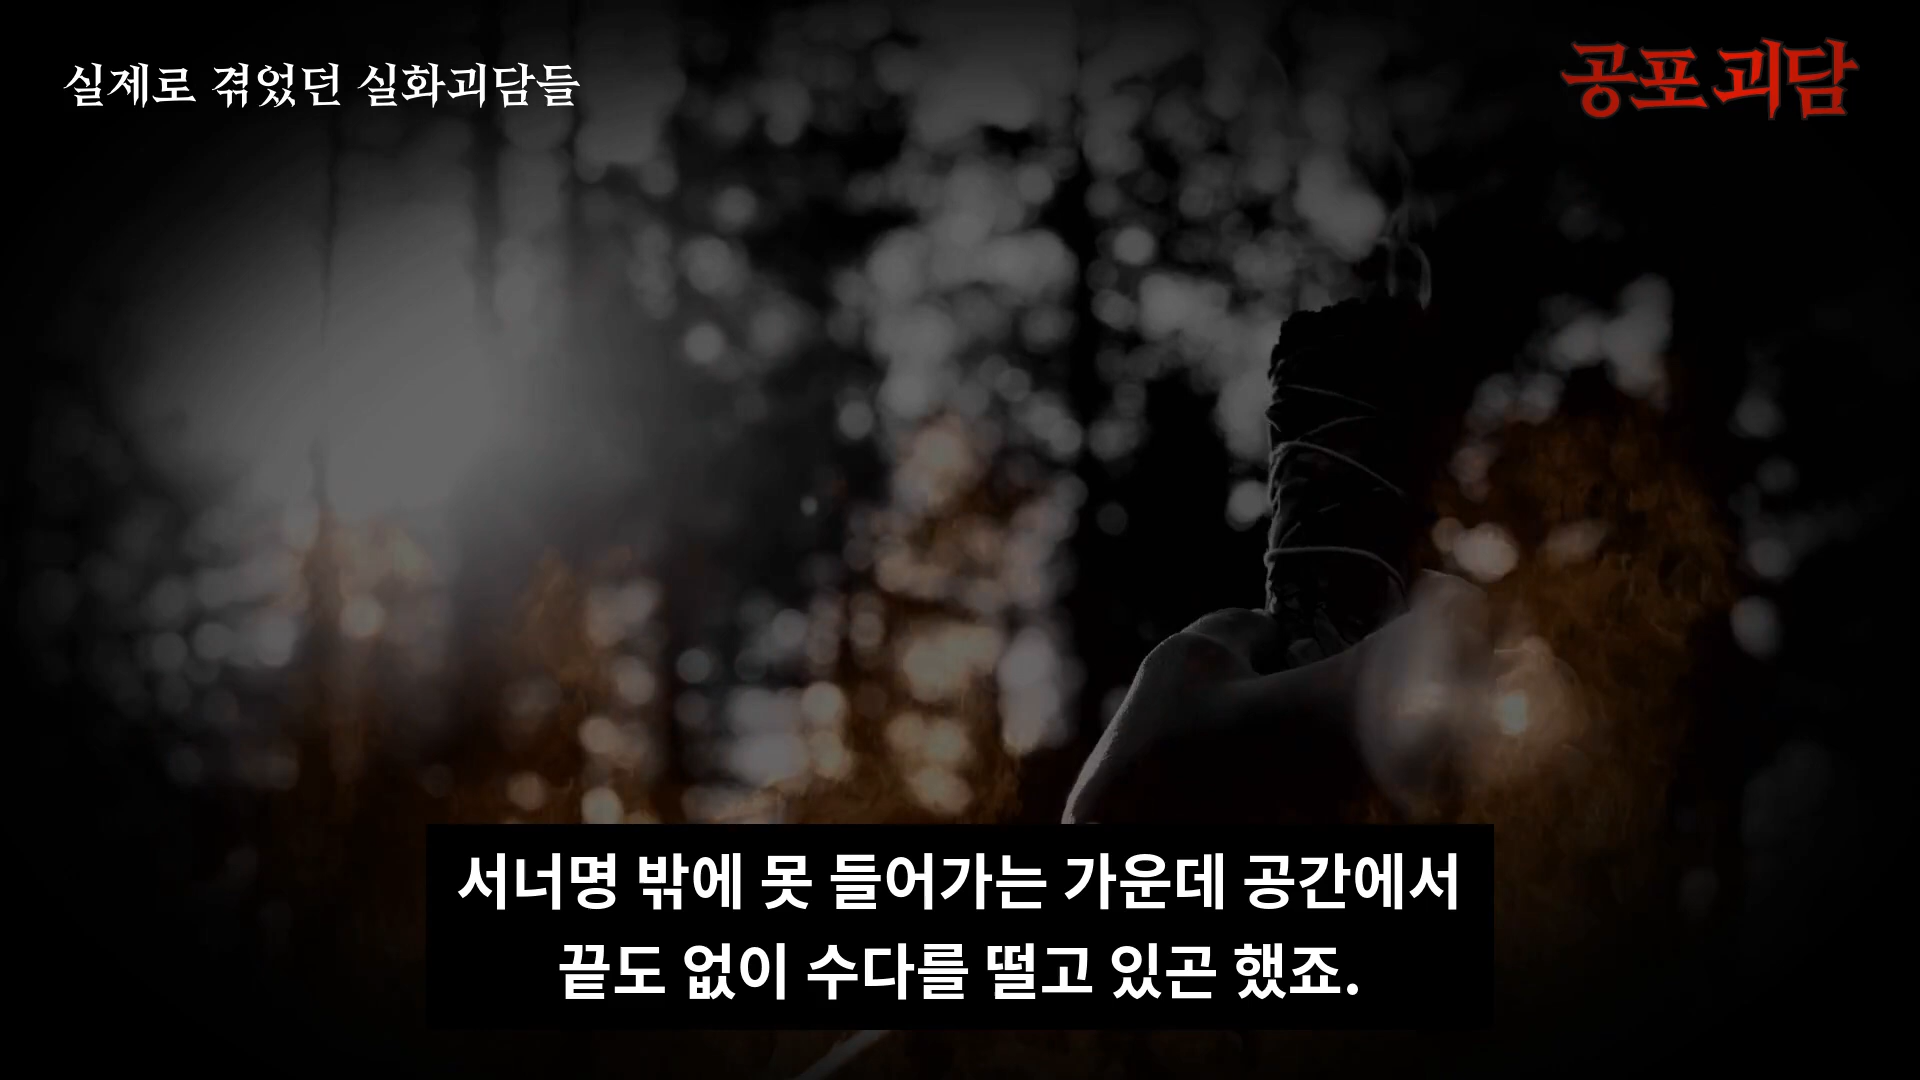 실제로 겪었던 실화괴담들
공포괴담
서너명 밖에 못 들어가는 가운데 공간에서
끝도 없이 수다를 떨고 있곤 했죠.